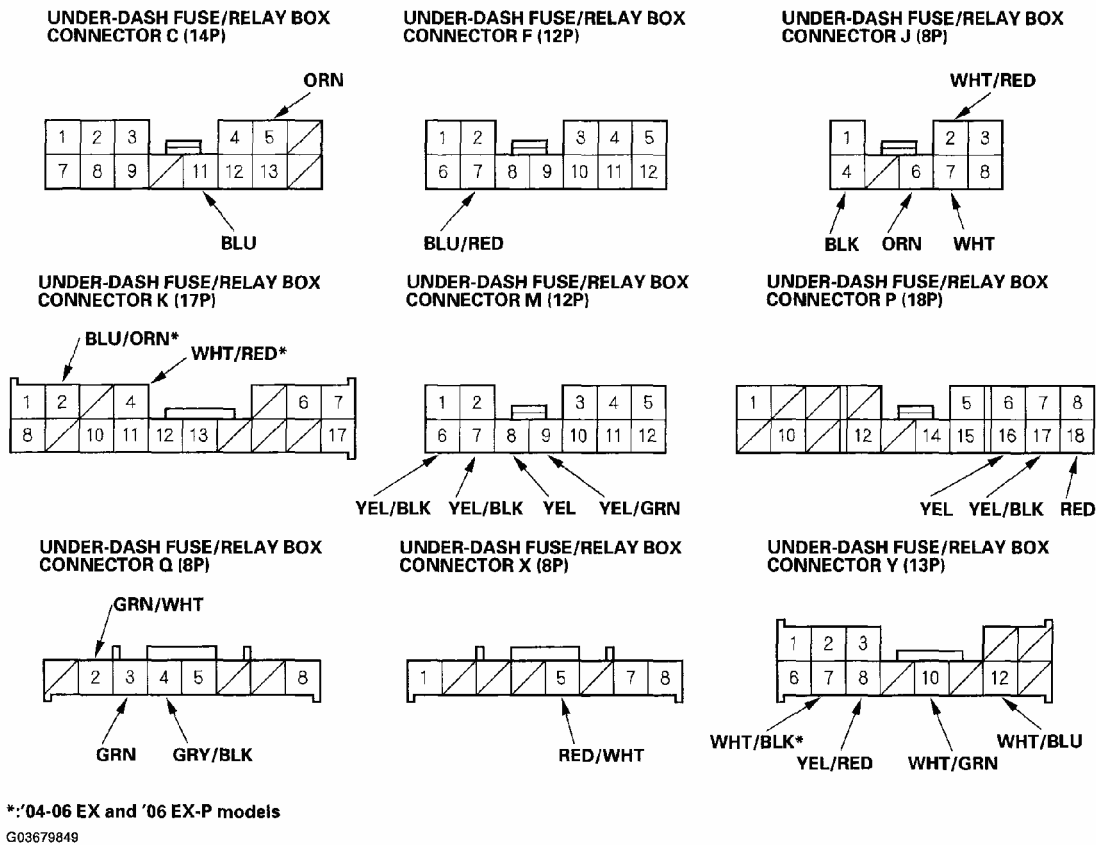 UNDER-DASH FUSE/RELAY BOX
CONNECTOR C (14P)
ORN
1 2 3 4 5
7 8 9 11 12 13
BLU
UNDER-DASH FUSE/RELAY BOX
CONNECTOR F (12P)
1 2 3 4 5
6 7 8 9 10 11 12
BLU/RED
UNDER-DASH FUSE/RELAY BOX
CONNECTOR J (8P)
WHT/RED
1 2 3
4 6 7 8
BLK ORN WHT
UNDER-DASH FUSE/RELAY BOX
CONNECTOR K (17P)
BLU/ORN*
WHT/RED*
1 2 4 6 7
8 10 11 12 13 17
UNDER-DASH FUSE/RELAY BOX
CONNECTOR M (12P)
1 2 3 4 5
6 7 8 9 10 11 12
YEL/BLK YEL/BLK YEL YEL/GRN
UNDER-DASH FUSE/RELAY BOX
CONNECTOR P (18P)
1 5 6 7 8
10 12 14 15 16 17 18
YEL YEL/BLK RED
UNDER-DASH FUSE/RELAY BOX
CONNECTOR Q (8P)
GRN/WHT
2 3 4 5 8
GRN GRY/BLK
UNDER-DASH FUSE/RELAY BOX
CONNECTOR X (8P)
1 5 7 8
RED/WHT
UNDER-DASH FUSE/RELAY BOX
CONNECTOR Y (13P)
1 2 3
6 7 8 10 12
WHT/BLK* WHT/BLU
YEL/RED WHT/GRN
*:'04-06 EX and '06 EX-P models
G03679849